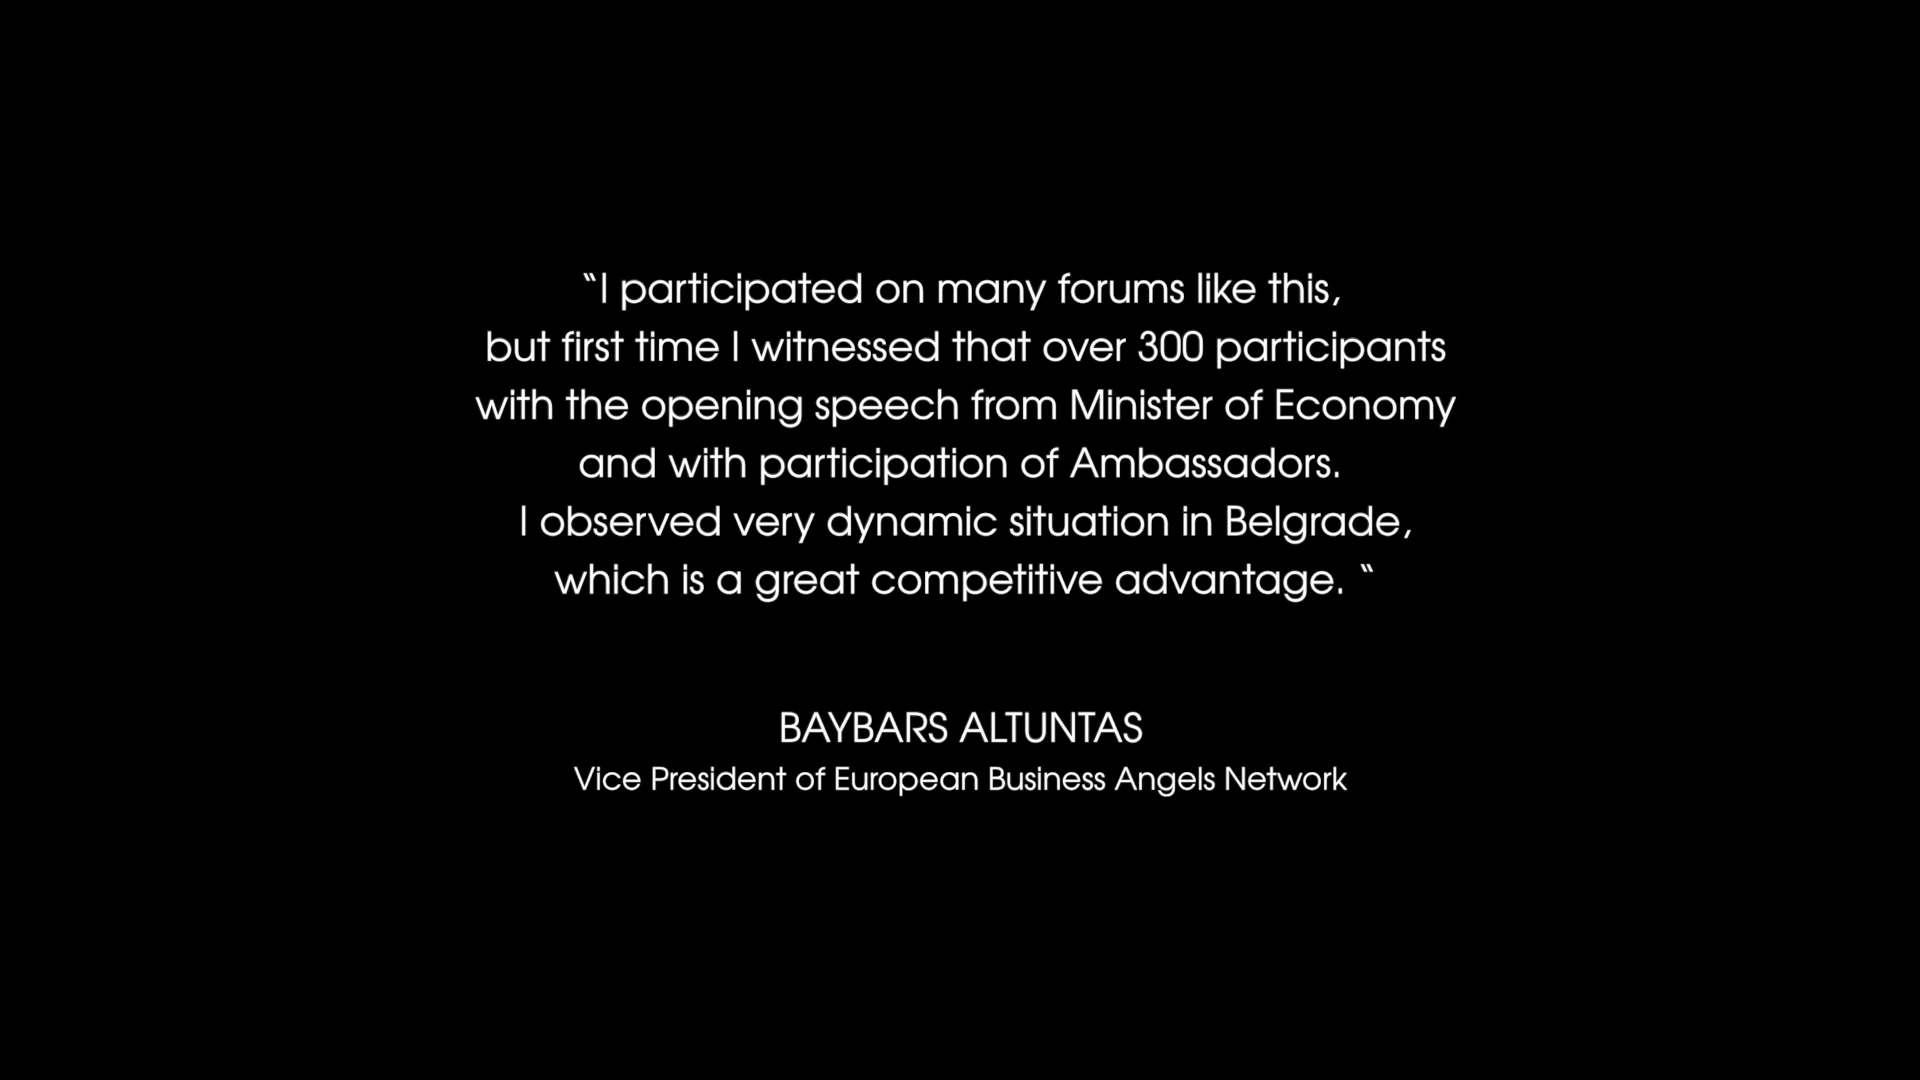 “I participated on many forums like this,
but first time I witnessed that over 300 participants
with the opening speech from Minister of Economy
and with participation of Ambassadors.
I observed very dynamic situation in Belgrade,
which is a great competitive advantage. “
BAYBARS ALTUNTAS
Vice President of European Business Angels Network